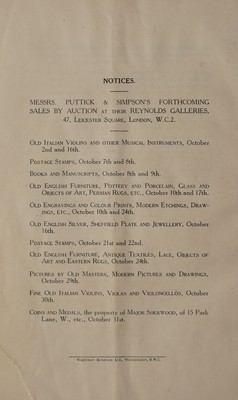 NOTICES.
MESSRS. PUTTICK & SIMPSON'S FORTHCOMING
SALES BY AUCTION AT THEIR REYNOLDS GALLERIES,
47, LEICESTER SQUARE, LONDON, W.C.2.
OLD ITALIAN VIOLINS AND OTHER MUSICAL INSTRUMENTS, October
2nd and 16th.
POSTAGE STAMPS, October 7th and 8th.
BOOKS AND MANUSCRIPTS, October 8th and 9th.
OLD ENGLISH FURNITURE, POTTERY AND PORCELAIN, GLASS AND
OBJECTS OF ART, PERSIAN RUGS, ETC., October 10th and 17th.
OLD ENGRAVINGS AND COLOUR PRINTS, MODERN ETCHINGS, DRAW-
INGS, ETC., October 10th and 24th.
OLD ENGLISH SILVER, SHEFFIELD PLATE AND JEWELLERY, October
16th.
POSTAGE STAMPS, October 21st and 22nd.
OLD ENGLISH FURNITURE, ANTIQUE TEXTILES, LACE, OBJECTS OF
ART AND EASTERN RUGS, October 24th.
PICTURES BY OLD MASTERS, MODERN PICTURES AND DRAWINGS,
October 29th.
FINE OLD ITALIAN VIOLINS, VIOLAS AND VIOLONCELLOS, October
30th.
COINS AND MEDALS, the property of MAJOR SHERWOOD, of 15 Park
Lane, W., etc., October 31st.